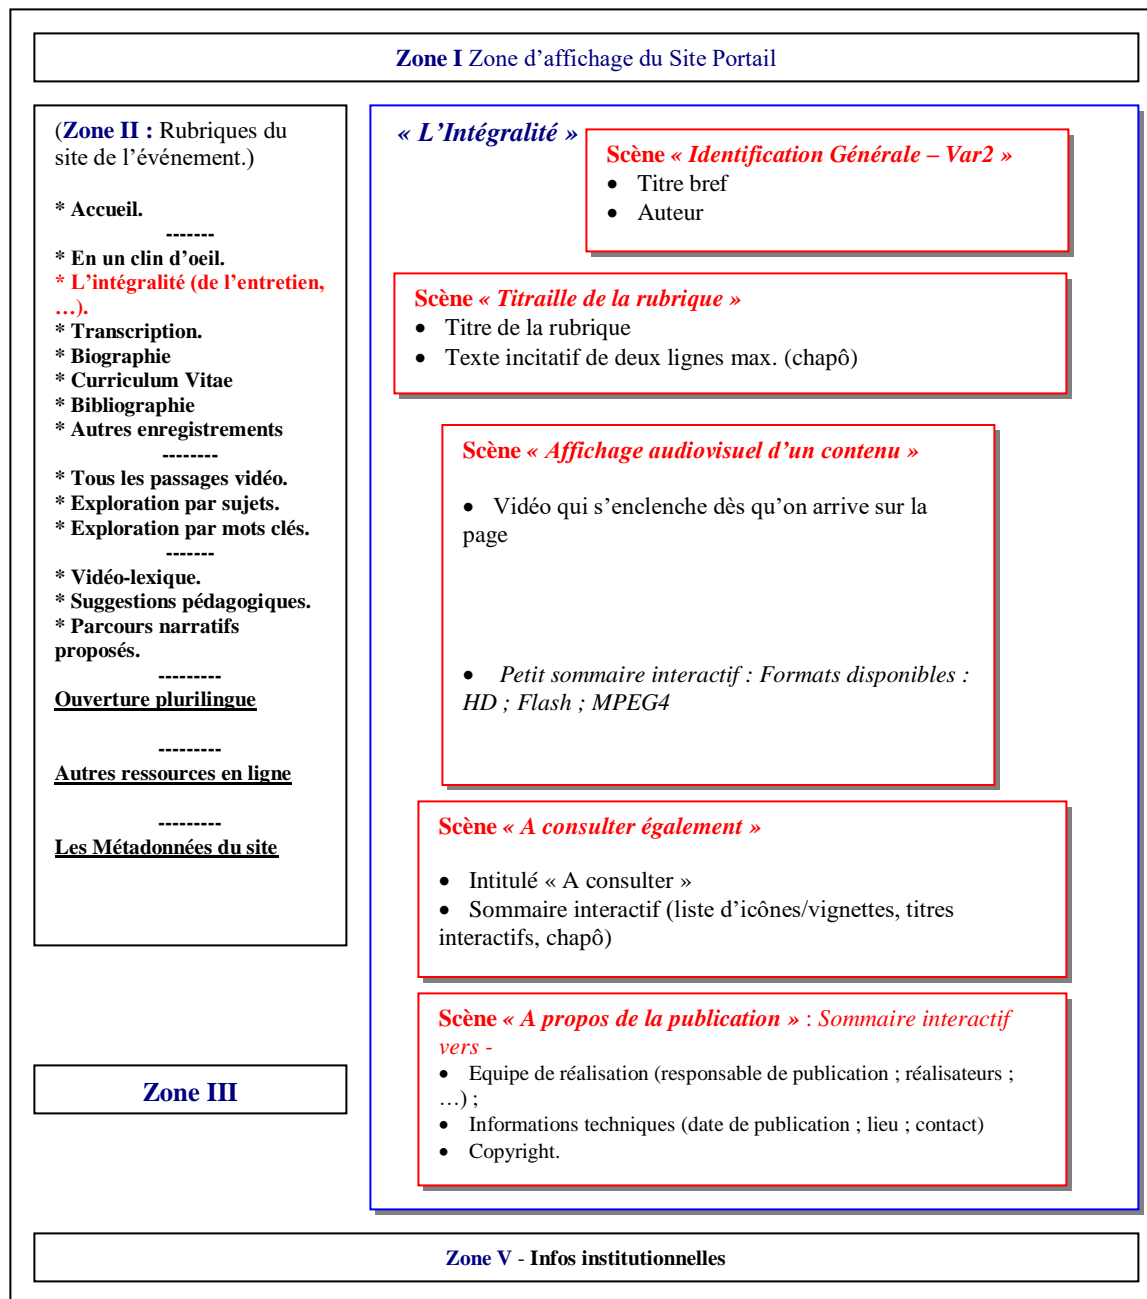 Zone I Zone d’affichage du Site Portail
(Zone II : Rubriques du
site de l’événement.)
* Accueil.
-------
* En un clin d’oeil.
* L’intégralité (de l’entretien,
…).
* Transcription.
* Biographie
* Curriculum Vitae
* Bibliographie
* Autres enregistrements
--------
* Tous les passages vidéo.
* Exploration par sujets.
* Exploration par mots clés.
-------
* Vidéo-lexique.
* Suggestions pédagogiques.
* Parcours narratifs
proposés.
---------
Ouverture plurilingue
---------
Autres ressources en ligne
---------
Les Métadonnées du site
Zone III
« L’Intégralité »
Scène « Identification Générale – Var2 »
• Titre bref
• Auteur
Scène « Titraille de la rubrique »
• Titre de la rubrique
• Texte incitatif de deux lignes max. (chapô)
Scène « Affichage audiovisuel d’un contenu »
• Vidéo qui s’enclenche dès qu’on arrive sur la
page
• Petit sommaire interactif : Formats disponibles :
HD ; Flash ; MPEG4
Scène « A consulter également »
• Intitulé « A consulter »
• Sommaire interactif (liste d’icônes/vignettes, titres
interactifs, chapô)
Scène « A propos de la publication » : Sommaire interactif
vers -
• Equipe de réalisation (responsable de publication ; réalisateurs ;
…) ;
• Informations techniques (date de publication ; lieu ; contact)
• Copyright.
Zone V - Infos institutionnelles